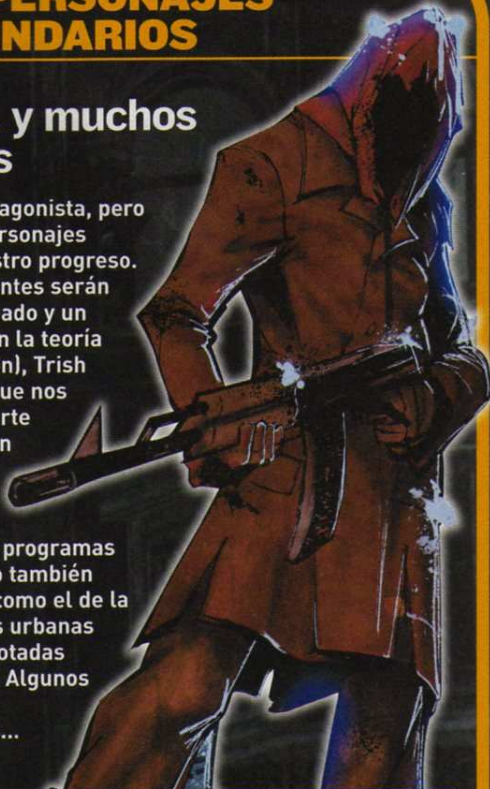 PERSONAJES
NDARIOS
y muchos
s
agonista, pero
rsonajes
stro progreso.
ntes serán
ado y un
n la teoría
n), Trish
ue nos
rte
n
programas
o también
como el de la
s urbanas
otadas
Algunos
...